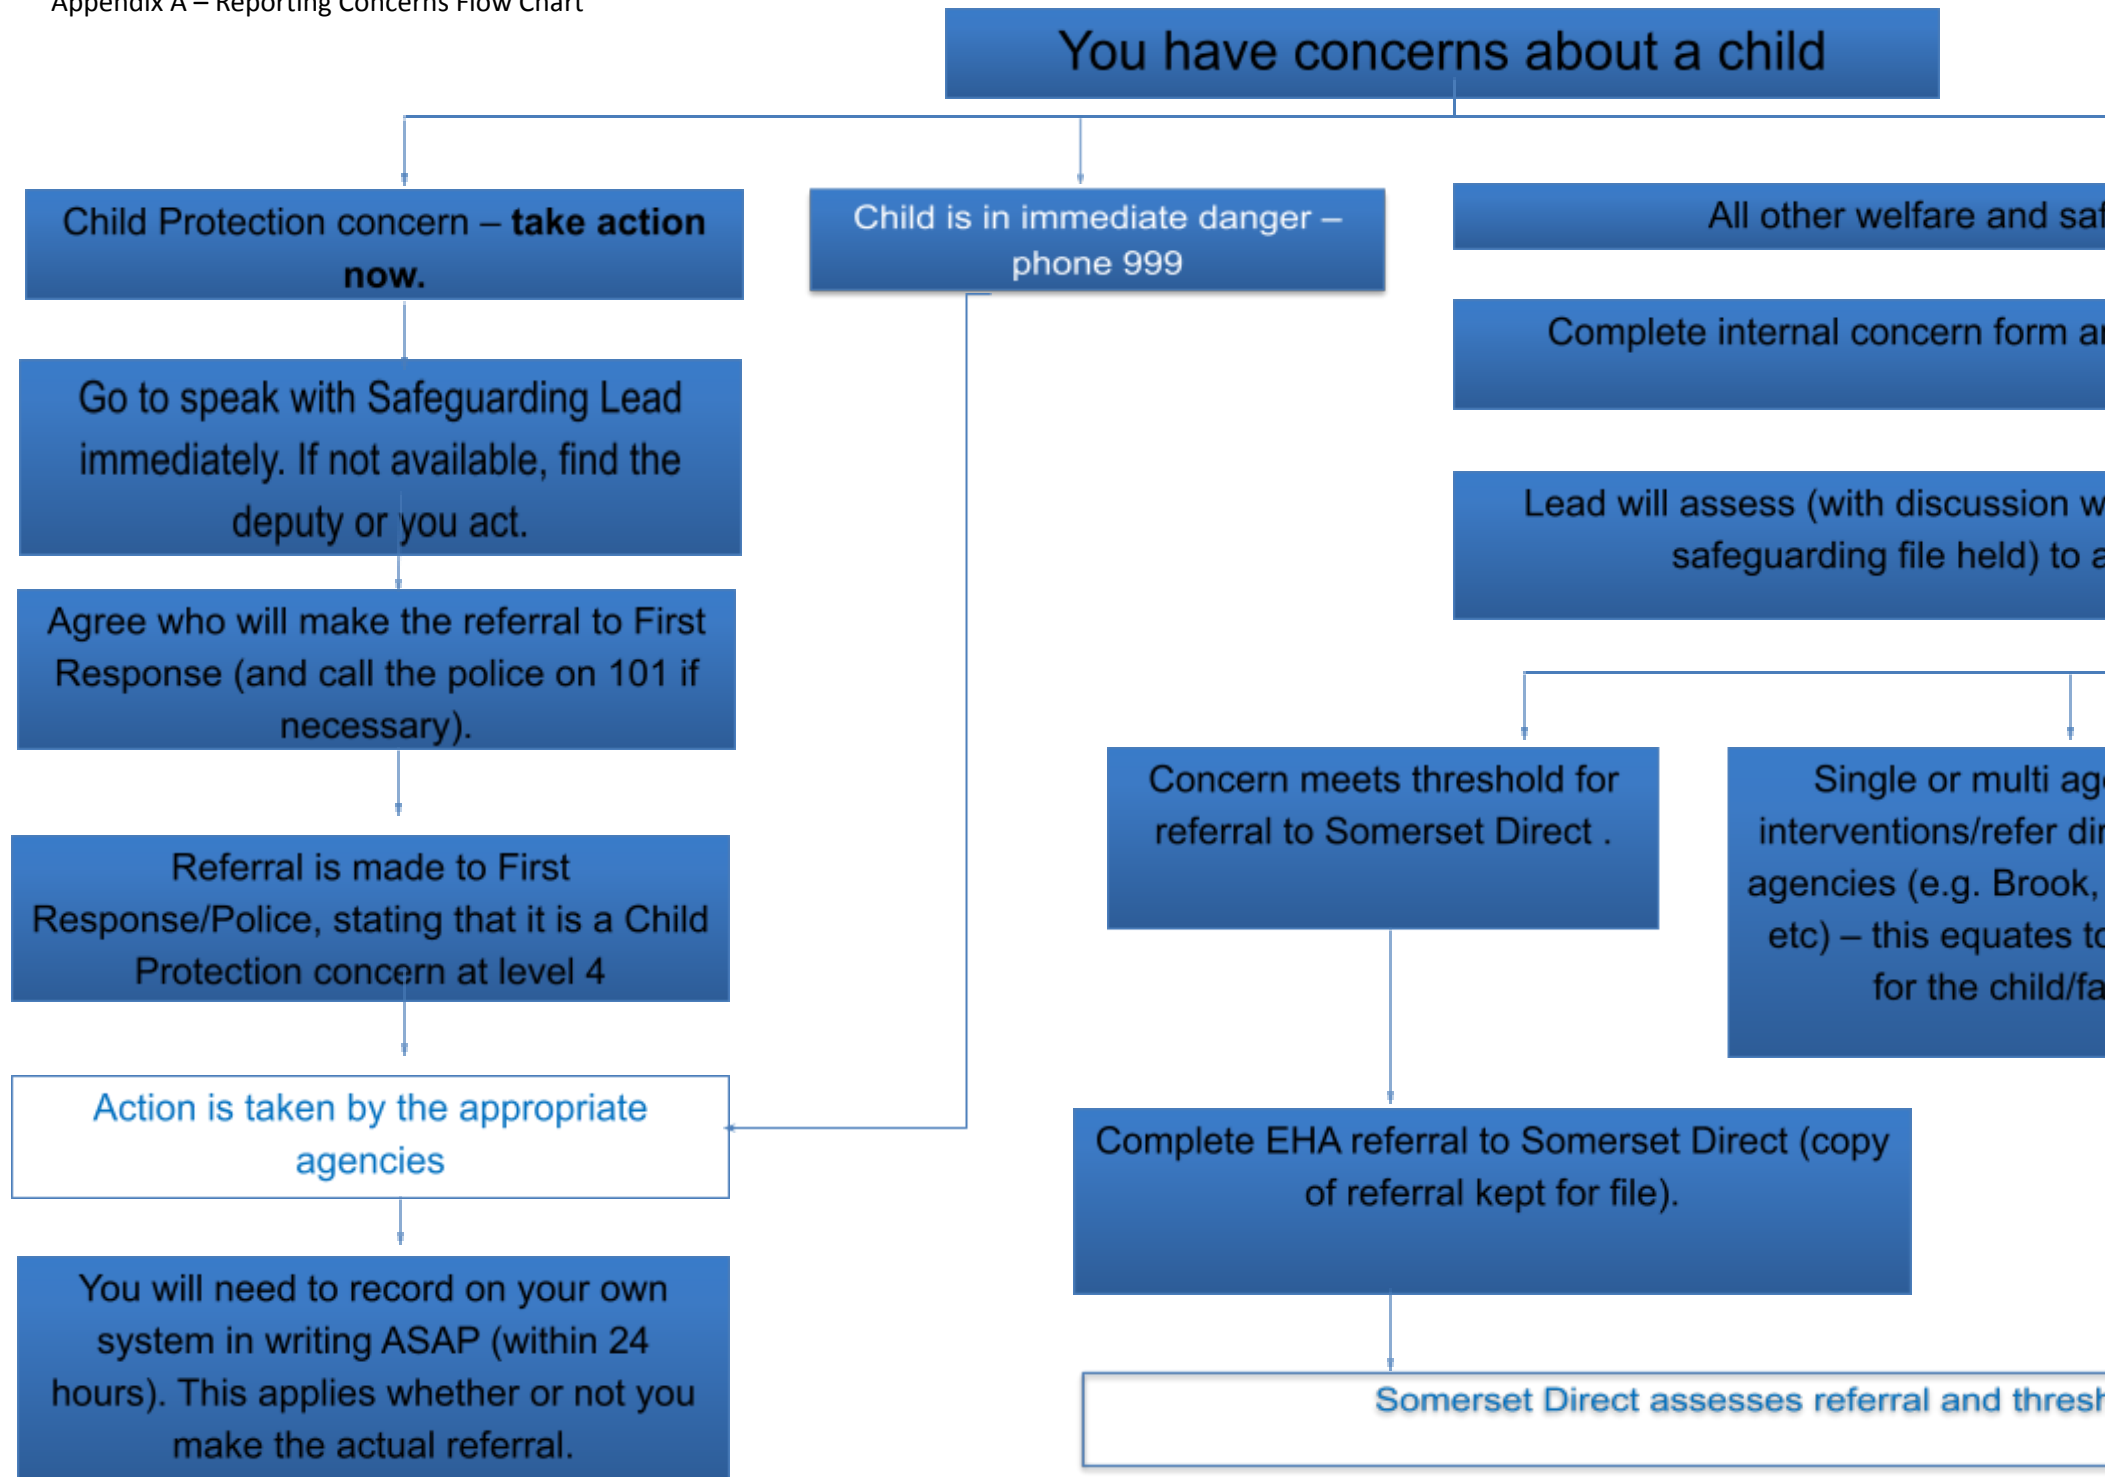 Appendix A – Reporting Concerns Flow Chart
You have concerns about a child
Child Protection concern – take action
now.
Child is in immediate danger –
phone 999
All other welfare and
Complete internal concern form
Go to speak with Safeguarding Lead
immediately. If not available, find the
deputy or you act.
Lead will assess (with discussion
safeguarding file held) to
Agree who will make the referral to First
Response (and call the police on 101 if
necessary).
Concern meets threshold for
referral to Somerset Direct .
Single or multi
interventions/refer
agencies (e.g. Brook,
etc) – this equates
for the
Referral is made to First
Response/Police, stating that it is a Child
Protection concern at level 4
Action is taken by the appropriate
agencies
Complete EHA referral to Somerset Direct (copy
of referral kept for file).
You will need to record on your own
system in writing ASAP (within 24
hours). This applies whether or not you
make the actual referral.
Somerset Direct assesses referral and